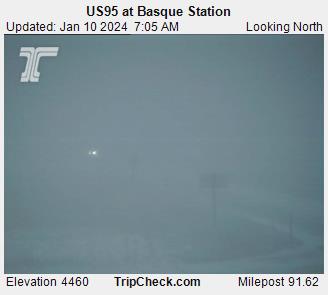 US95 at Basque Station
Updated: Jan 10 2024 7:05 AM Looking North
Elevation 4460 TripCheck.com Milepost 91.62